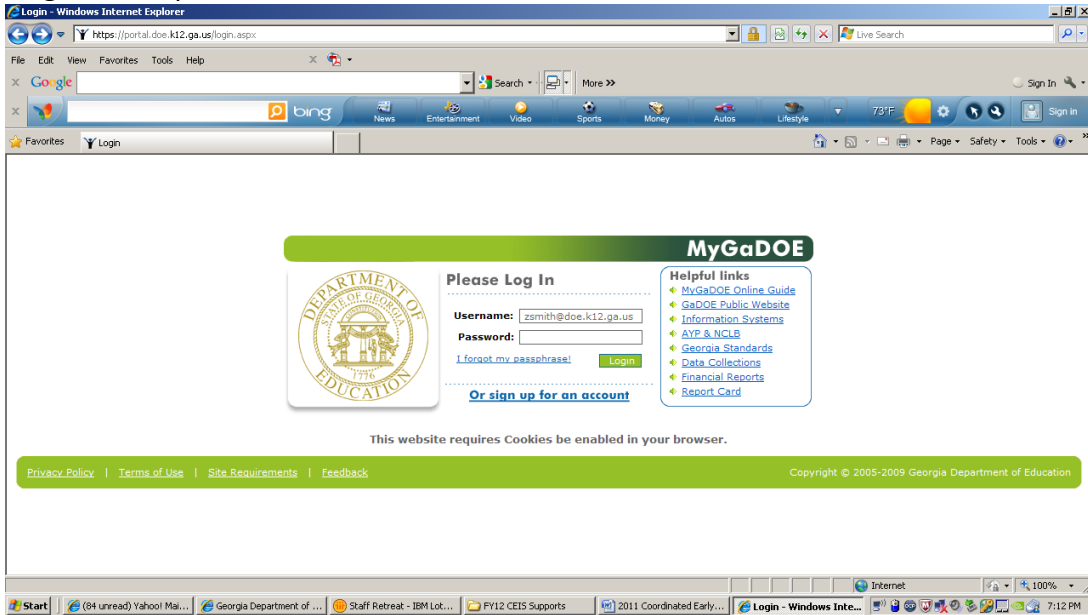 Login - Windows Internet Explorer
https://portal.doe.k12.ga.us/login.aspx
Live Search
File Edit View Favorites Tools Help
Google Search More >>
Sign In
bing News Entertainment Video Sports Money Autos Lifestyle 73°F Sign in
Favorites Login Page Safety Tools
MyGaDOE
DEPARTMENT OF EDUCATION
STATE OF GEORGIA
1776
Please Log In
Username: zsmith@doe.k12.ga.us
Password:
I forgot my passphrase! Login
Or sign up for an account
Helpful links
MyGaDOE Online Guide
GaDOE Public Website
Information Systems
AYP & NCLB
Georgia Standards
Data Collections
Financial Reports
Report Card
This website requires Cookies be enabled in your browser.
Privacy Policy | Terms of Use | Site Requirements | Feedback Copyright © 2005-2009 Georgia Department of Education
Internet 100%
Start (84 unread) Yahoo! Mai... Georgia Department of ... Staff Retreat - IBM Lot... FY12 CEIS Supports 2011 Coordinated Early... Login - Windows Inte... 7:12 PM